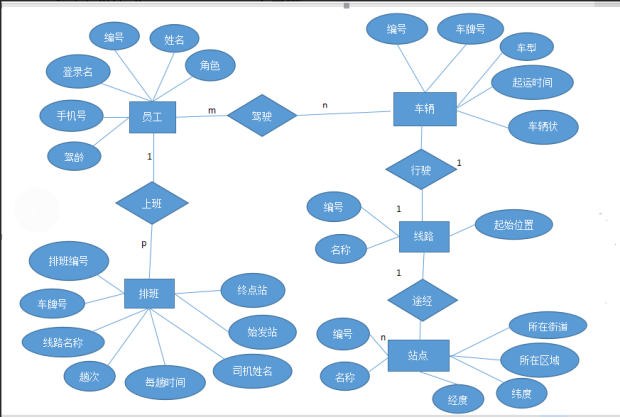 编号
姓名
登录名
角色
手机号
驾龄
员工
m
驾驶
n
编号
车牌号
车型
起运时间
车辆状
车辆
1
上班
p
行驶
1
1
编号
名称
线路
起始位置
1
途经
n
排班编号
车牌号
线路名称
趟次
每趟时间
司机姓名
始发站
终点站
排班
编号
名称
站点
所在街道
所在区域
纬度
经度